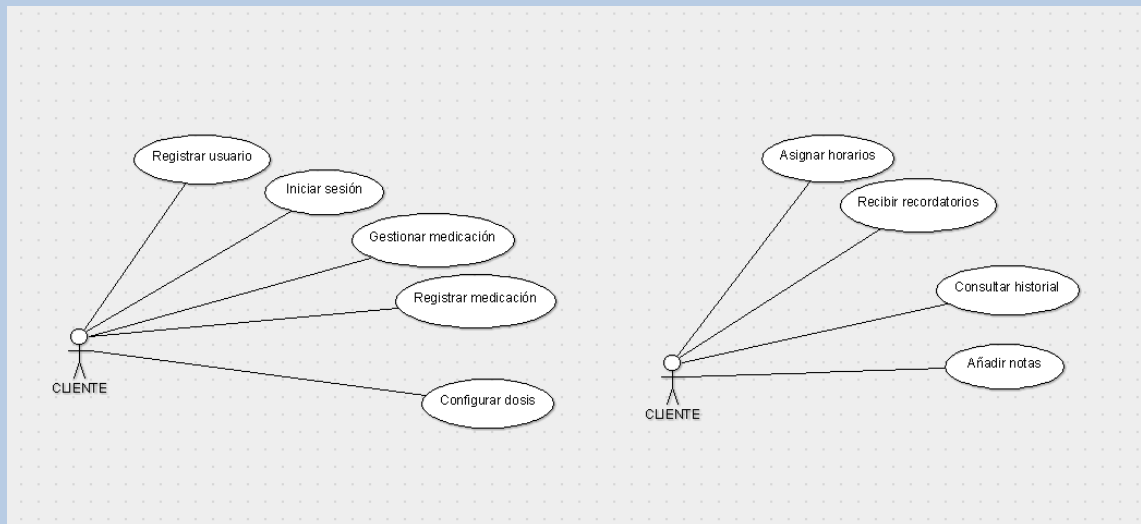 Registrar usuario
Iniciar sesión
Gestionar medicación
Registrar medicación
CLIENTE
Configurar dosis
Asignar horarios
Recibir recordatorios
Consultar historial
Añadir notas
CLIENTE